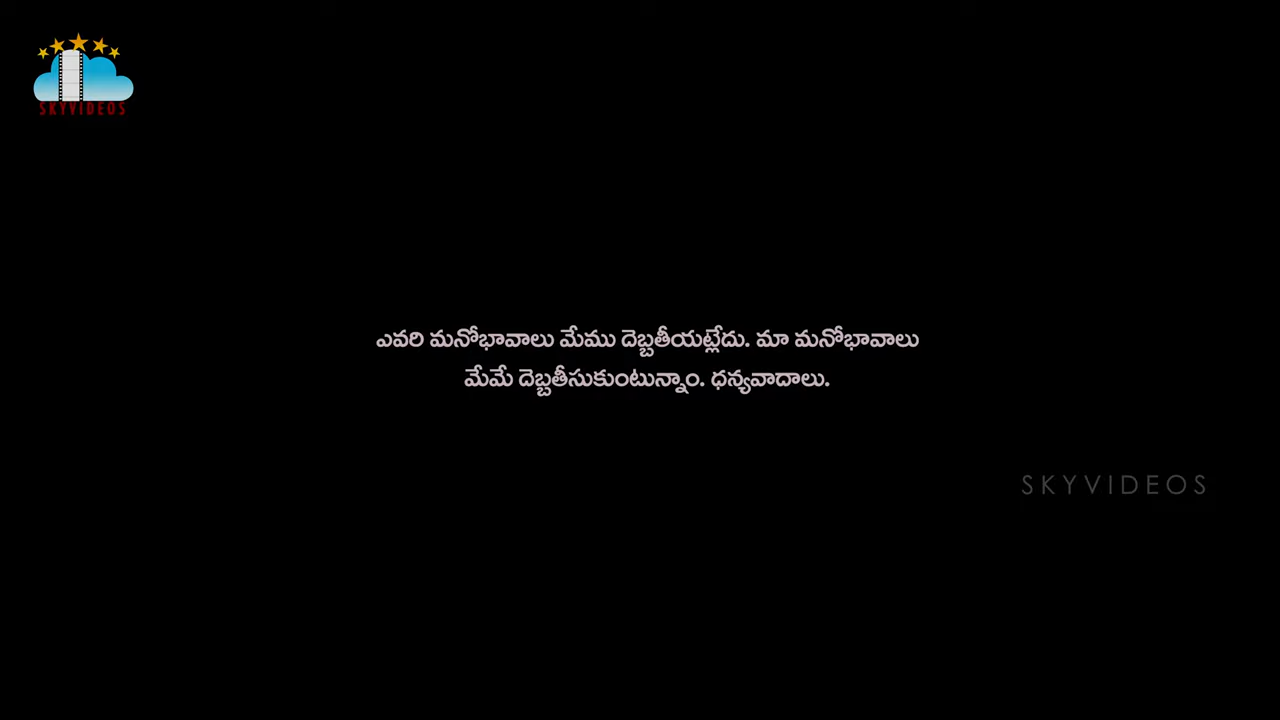 SKYVIDEOS
ఎవరి మనోభావాలు మేము దెబ్బతీయట్లేదు. మా మనోభావాలు
మేమే దెబ్బతీసుకుంటున్నాం. ధన్యవాదాలు.
SKYVIDEOS